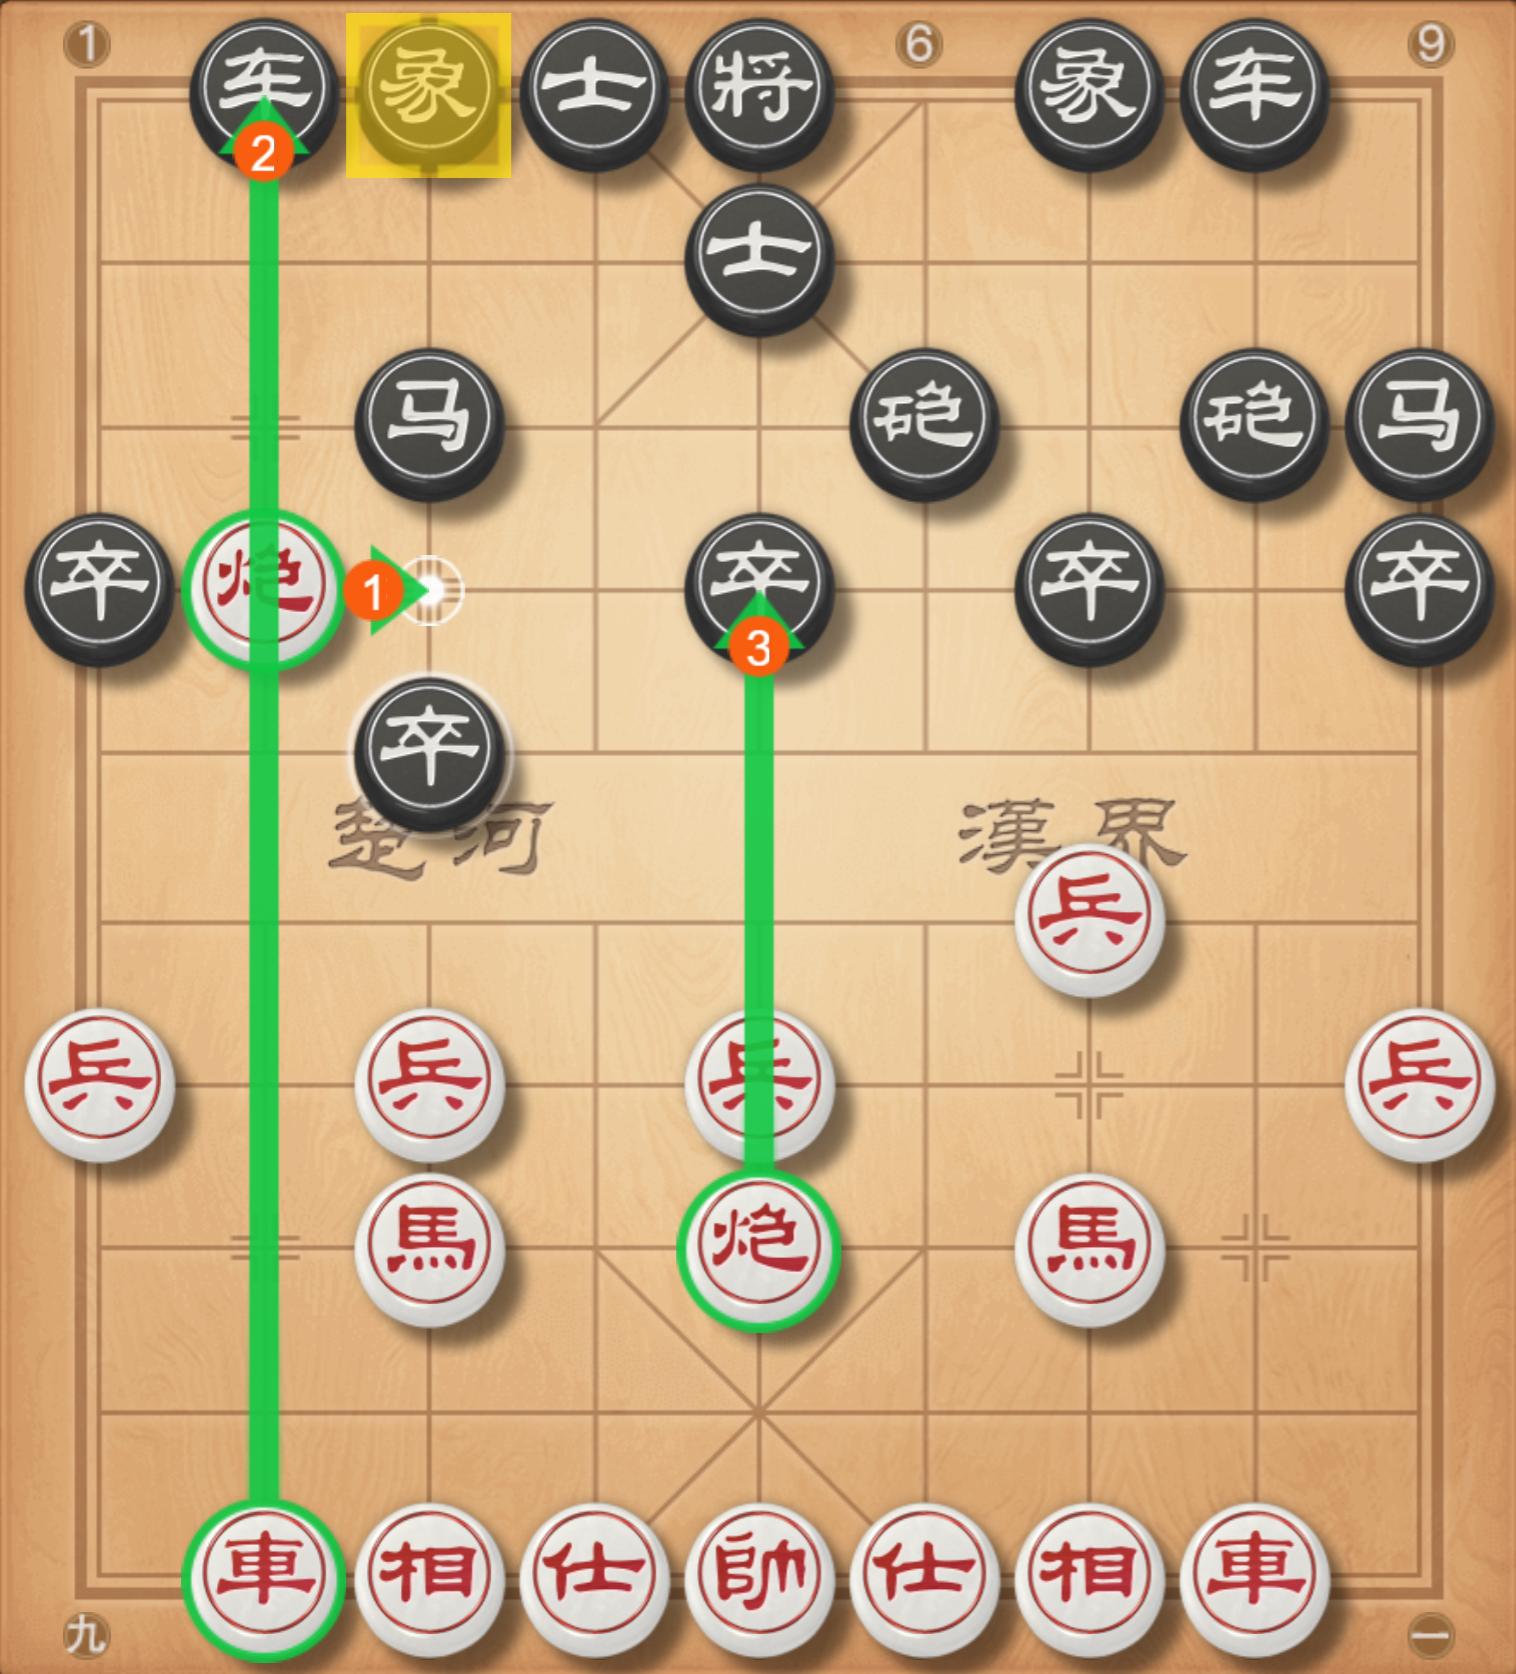 1 6 9
车 象 士 将 象 车
2
士
马 砲 砲 马
卒 炮 1 卒 卒 卒
3
卒
楚河 漢界
兵
兵 兵 兵 兵
馬 炮 馬
車 相 仕 帥 仕 相 車
九 一